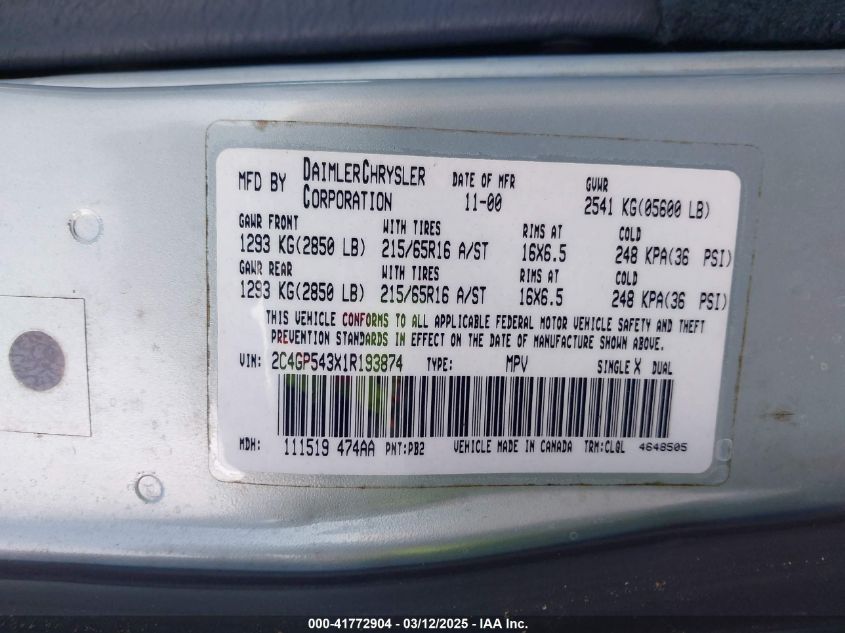 MFD BY DAIMLERCHRYSLER CORPORATION DATE OF MFR 11-00 GVWR 2541 KG(05600 LB)
GAWR FRONT WITH TIRES RIMS AT COLD
1293 KG(2850 LB) 215/65R16 A/ST 16X6.5 248 KPA(36 PSI)
GAWR REAR WITH TIRES RIMS AT COLD
1293 KG(2850 LB) 215/65R16 A/ST 16X6.5 248 KPA(36 PSI)
THIS VEHICLE CONFORMS TO ALL APPLICABLE FEDERAL MOTOR VEHICLE SAFETY AND THEFT
PREVENTION STANDARDS IN EFFECT ON THE DATE OF MANUFACTURE SHOWN ABOVE.
VIN: 2C4GP543X1R193874 TYPE: MPV SINGLE X DUAL
MDH: 111519 474AA PNT:PB2 VEHICLE MADE IN CANADA TRM:CLQL 4648505
000-41772904 - 03/12/2025 - IAA Inc.